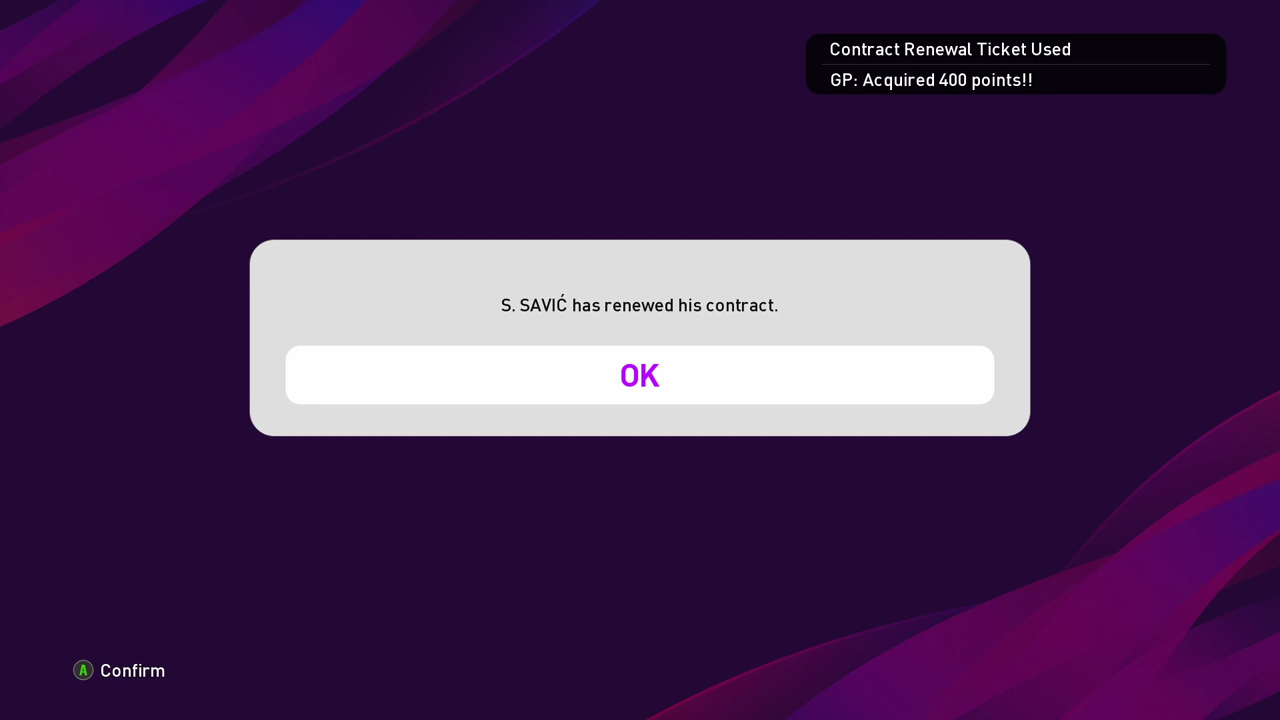 Contract Renewal Ticket Used
GP: Acquired 400 points!!
S. SAVIĆ has renewed his contract.
OK
A Confirm